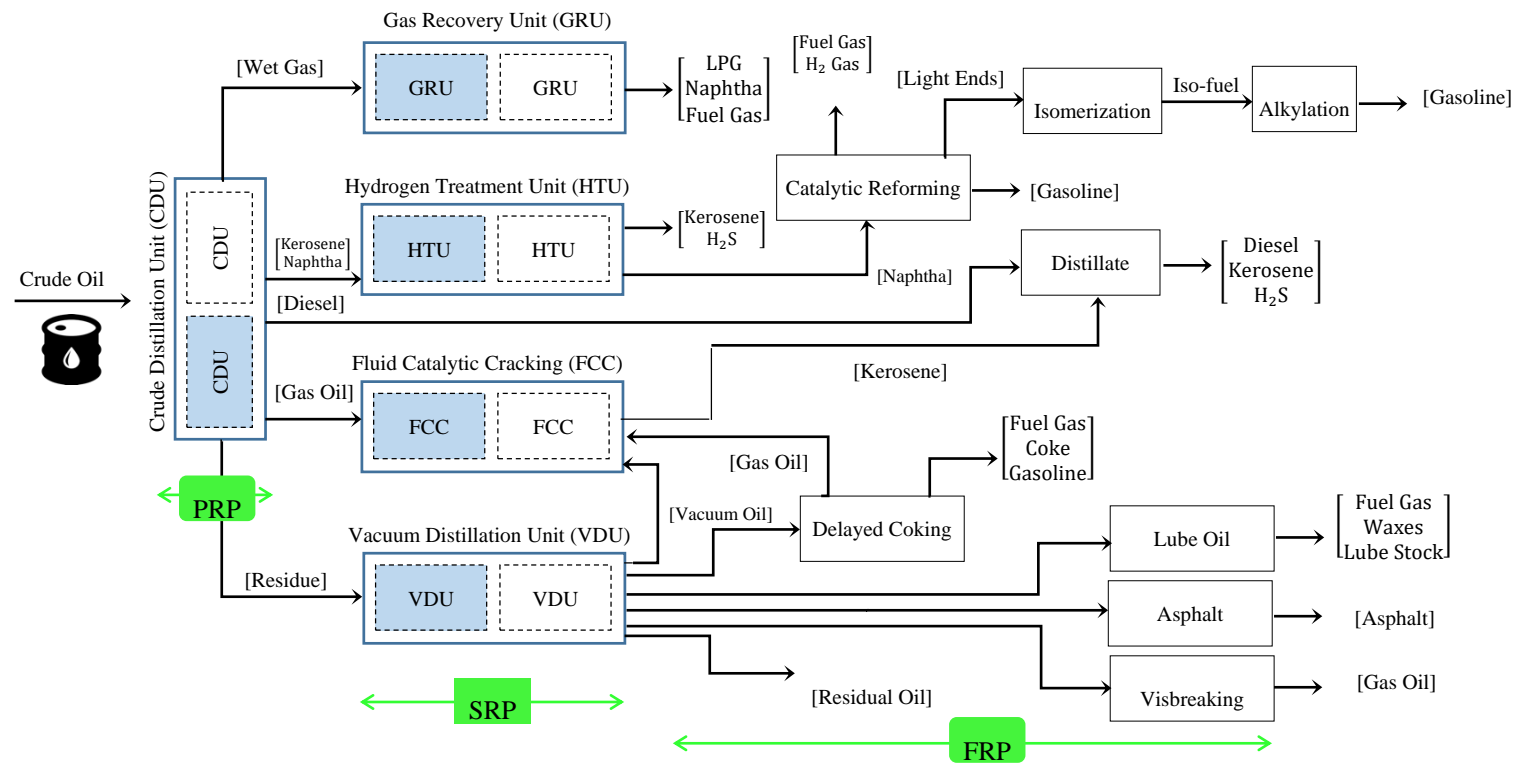 Gas Recovery Unit (GRU)
[Wet Gas]
GRU
GRU
[LPG
Naphtha
Fuel Gas]
[Fuel Gas
H₂ Gas]
[Light Ends]
Isomerization
Iso-fuel
Alkylation
[Gasoline]
Crude Oil
Crude Distillation Unit (CDU)
CDU
CDU
Hydrogen Treatment Unit (HTU)
[Kerosene
Naphtha]
HTU
HTU
[Kerosene
H₂S]
Catalytic Reforming
[Gasoline]
[Naphtha]
[Diesel]
Distillate
[Diesel
Kerosene
H₂S]
Fluid Catalytic Cracking (FCC)
[Gas Oil]
FCC
FCC
[Kerosene]
[Gas Oil]
[Fuel Gas
Coke
Gasoline]
PRP
Vacuum Distillation Unit (VDU)
[Residue]
VDU
VDU
[Vacuum Oil]
Delayed Coking
Lube Oil
[Fuel Gas
Waxes
Lube Stock]
Asphalt
[Asphalt]
Visbreaking
[Gas Oil]
[Residual Oil]
SRP
FRP